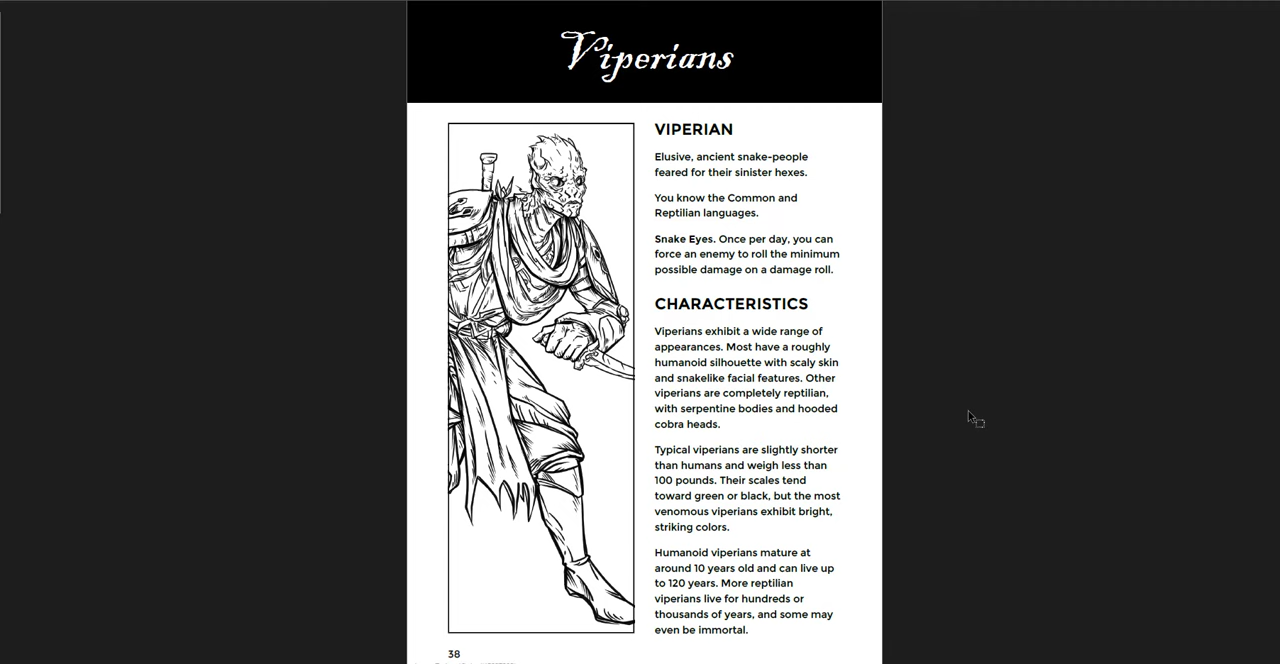 Viperians
VIPERIAN
Elusive, ancient snake-people
feared for their sinister hexes.
You know the Common and
Reptilian languages.
Snake Eyes. Once per day, you can
force an enemy to roll the minimum
possible damage on a damage roll.
CHARACTERISTICS
Viperians exhibit a wide range of
appearances. Most have a roughly
humanoid silhouette with scaly skin
and snakelike facial features. Other
viperians are completely reptilian,
with serpentine bodies and hooded
cobra heads.
Typical viperians are slightly shorter
than humans and weigh less than
100 pounds. Their scales tend
toward green or black, but the most
venomous viperians exhibit bright,
striking colors.
Humanoid viperians mature at
around 10 years old and can live up
to 120 years. More reptilian
viperians live for hundreds or
thousands of years, and some may
even be immortal.
38